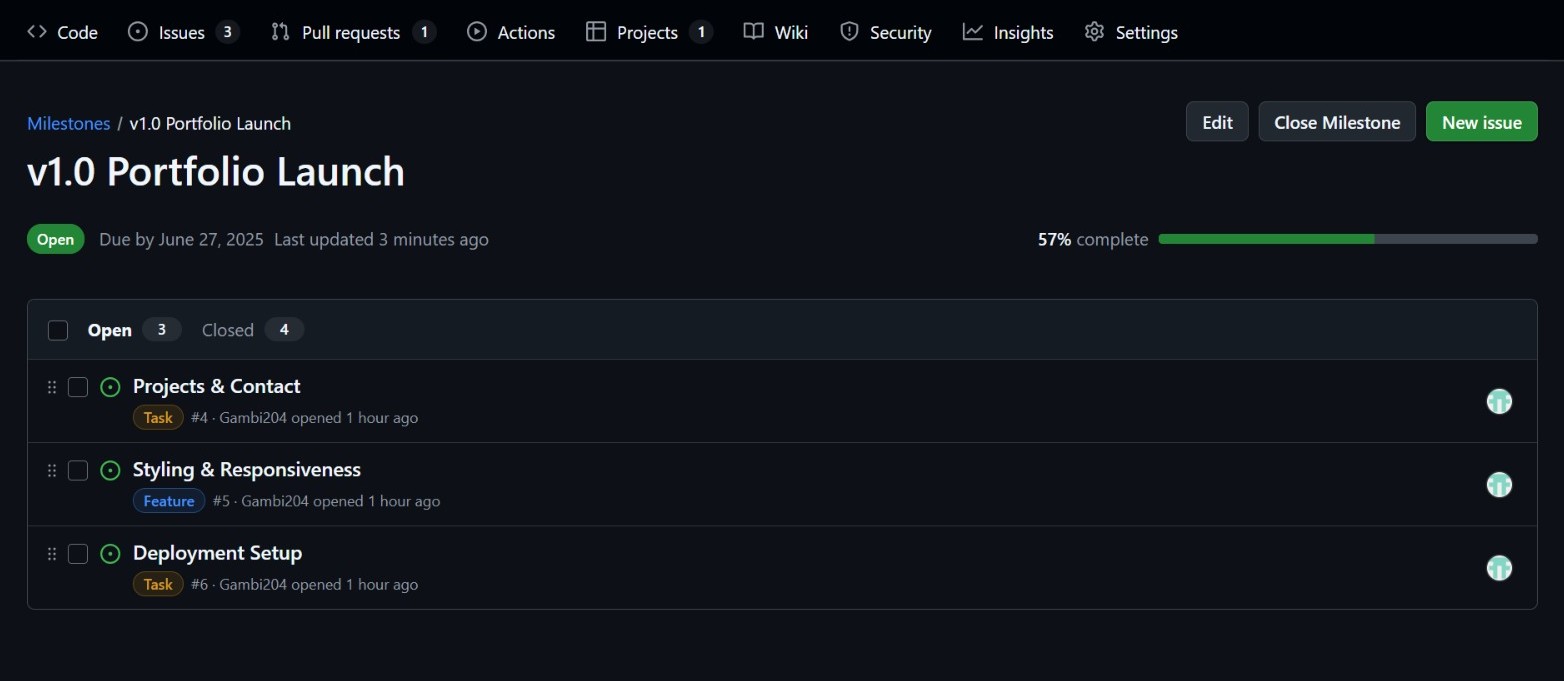 Code Issues 3 Pull requests 1 Actions Projects 1 Wiki Security Insights Settings
Milestones / v1.0 Portfolio Launch
Edit Close Milestone New issue
v1.0 Portfolio Launch
Open Due by June 27, 2025 Last updated 3 minutes ago 57% complete
Open 3 Closed 4
Projects & Contact
Task #4 · Gambi204 opened 1 hour ago
Styling & Responsiveness
Feature #5 · Gambi204 opened 1 hour ago
Deployment Setup
Task #6 · Gambi204 opened 1 hour ago